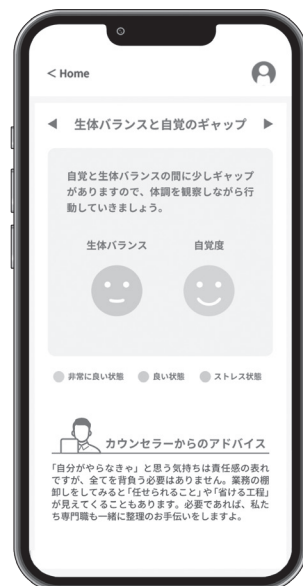 < Home
◀ 生体バランスと自覚のギャップ ▶
自覚と生体バランスの間に少しギャップ
がありますので、体調を観察しながら行
動していきましょう。
生体バランス 自覚度
非常に良い状態 良い状態 ストレス状態
カウンセラーからのアドバイス
「自分がやらなきゃ」と思う気持ちは責任感の表れ
ですが、全てを背負う必要はありません。業務の棚
卸しをしてみると「任せられること」や「省ける工程」
が見えてくることもあります。必要であれば、私た
ち専門職も一緒に整理のお手伝いをしますよ。